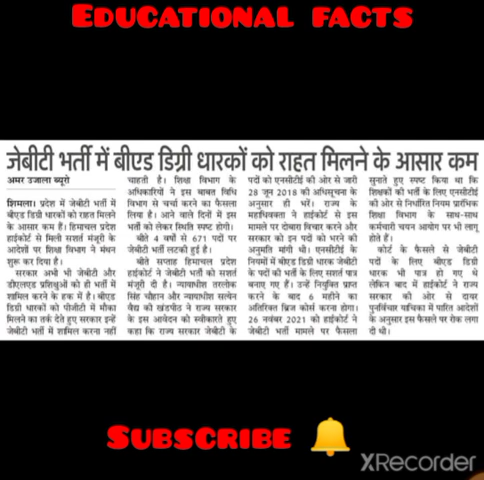 EDUCATIONAL FACTS
जेबीटी भर्ती में बीएड डिग्री धारकों को राहत मिलने के आसार कम
अमर उजाला ब्यूरो
शिमला। प्रदेश में जेबीटी भर्ती में
बीएड डिग्री धारकों को राहत मिलने
के आसार कम हैं। हिमाचल प्रदेश
हाईकोर्ट से मिली सशर्त मंजूरी के
आदेशों पर शिक्षा विभाग ने मंथन
शुरू कर दिया है।
सरकार अभी भी जेबीटी और
डीएलएड प्रशिक्षुओं को ही भर्ती में
शामिल करने के हक में है। बीएड
डिग्री धारकों को पीजीटी में मौका
मिलने का तर्क देते हुए सरकार इन्हें
जेबीटी भर्ती में शामिल करना नहीं
चाहती है। शिक्षा विभाग के
अधिकारियों ने इस बाबत विधि
विभाग से चर्चा करने का फैसला
लिया है। आने वाले दिनों में इस
भर्ती को लेकर स्थिति स्पष्ट होगी।
बीते 4 वर्षों से 671 पदों पर
जेबीटी भर्ती लटकी हुई है।
बीते सप्ताह हिमाचल प्रदेश
हाईकोर्ट ने जेबीटी भर्ती को सशर्त
मंजूरी दी है। न्यायाधीश तरलोक
सिंह चौहान और न्यायाधीश सत्येन
वैद्य की खंडपीठ ने राज्य सरकार
के इस आवेदन को स्वीकारते हुए
कहा कि राज्य सरकार जेबीटी के
पदों को एनसीटीई की ओर से जारी
28 जून 2018 की अधिसूचना के
अनुसार ही भरें। राज्य के
महाधिवक्ता ने हाईकोर्ट से इस
मामले पर दोबारा विचार करने और
सरकार को इन पदों को भरने की
अनुमति मांगी थी। एनसीटीई के
नियमों में बीएड डिग्री धारक जेबीटी
के पदों की भर्ती के लिए सशर्त पात्र
बनाए गए हैं। उन्हें नियुक्ति प्राप्त
करने के बाद 6 महीने का
अतिरिक्त ब्रिज कोर्स करना होगा।
26 नवंबर 2021 को हाईकोर्ट ने
जेबीटी भर्ती मामले पर फैसला
सुनाते हुए स्पष्ट किया था कि
शिक्षकों की भर्ती के लिए एनसीटीई
की ओर से निर्धारित नियम प्रारंभिक
शिक्षा विभाग के साथ-साथ
कर्मचारी चयन आयोग पर भी लागू
होते हैं।
कोर्ट के फैसले से जेबीटी
पदों के लिए बीएड डिग्री
धारक भी पात्र हो गए थे
लेकिन बाद में हाईकोर्ट ने राज्य
सरकार की ओर से दायर
पुनर्विचार याचिका में पारित आदेशों
के अनुसार इस फैसले पर रोक लगा
दी थी।
SUBSCRIBE
XRecorder